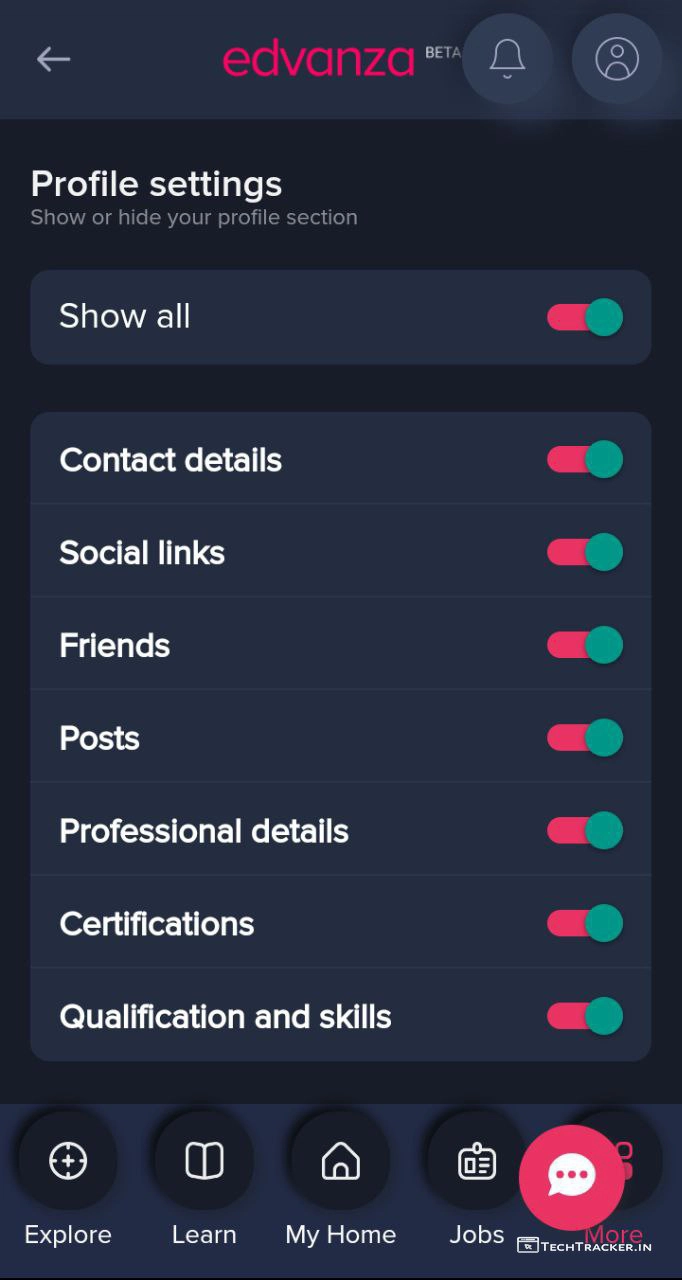 edvanza BETA
Profile settings
Show or hide your profile section
Show all
Contact details
Social links
Friends
Posts
Professional details
Certifications
Qualification and skills
Explore Learn My Home Jobs More
TECHTRACKER.IN